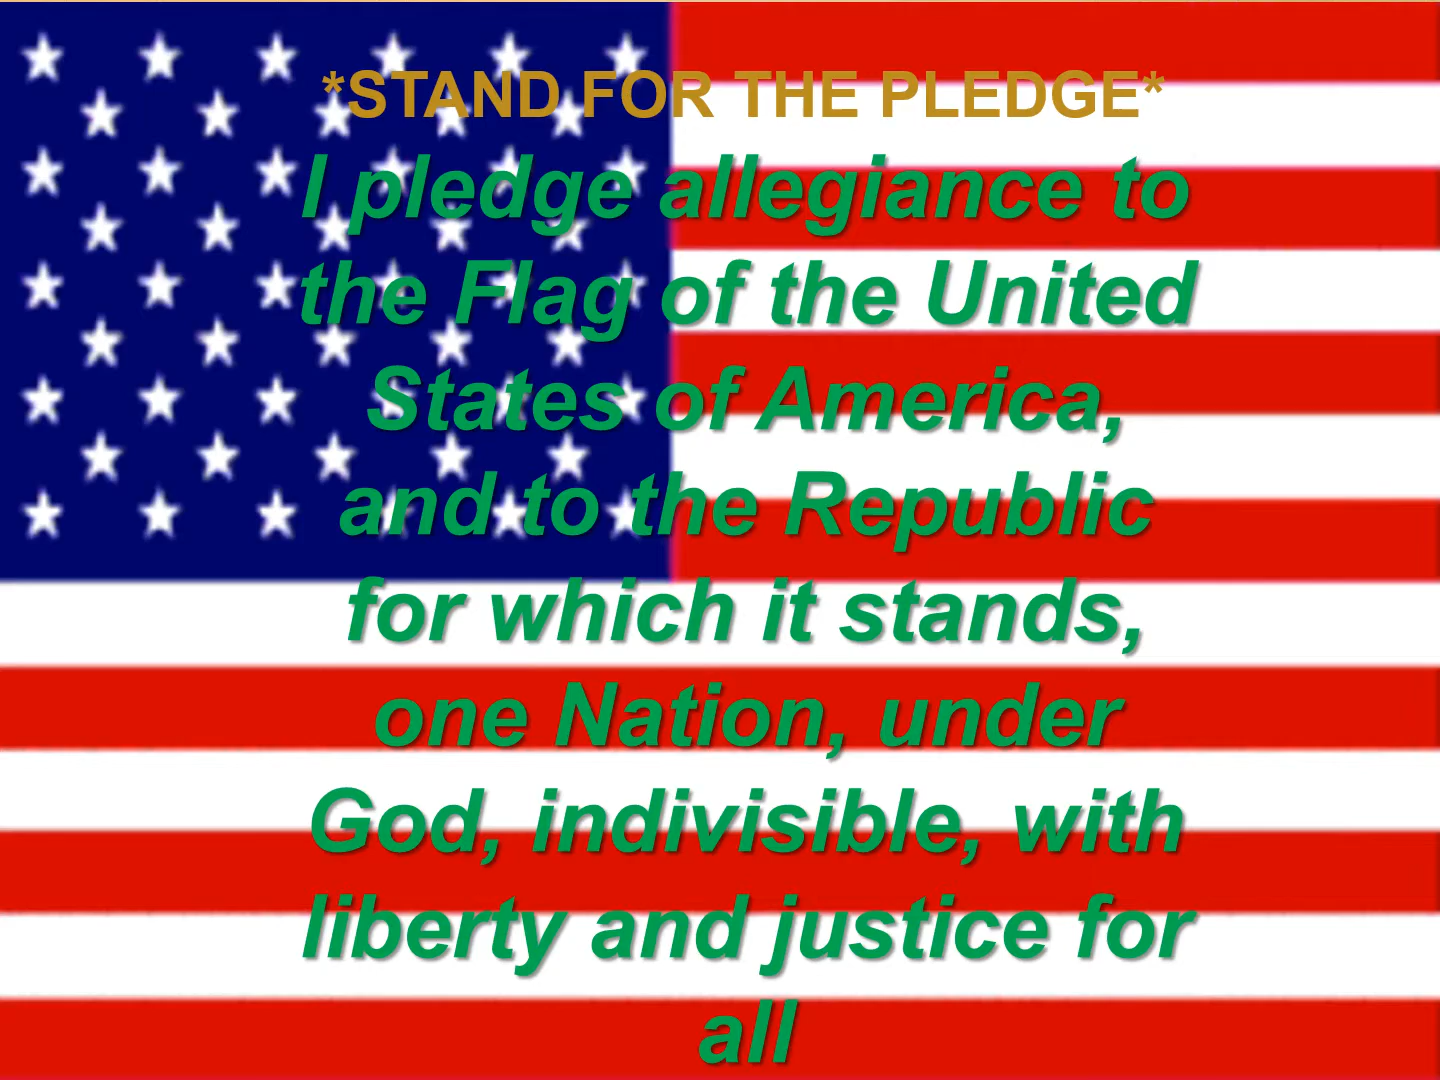 *STAND FOR THE PLEDGE*
I pledge allegiance to
the Flag of the United
States of America,
and to the Republic
for which it stands,
one Nation, under
God, indivisible, with
liberty and justice for
all